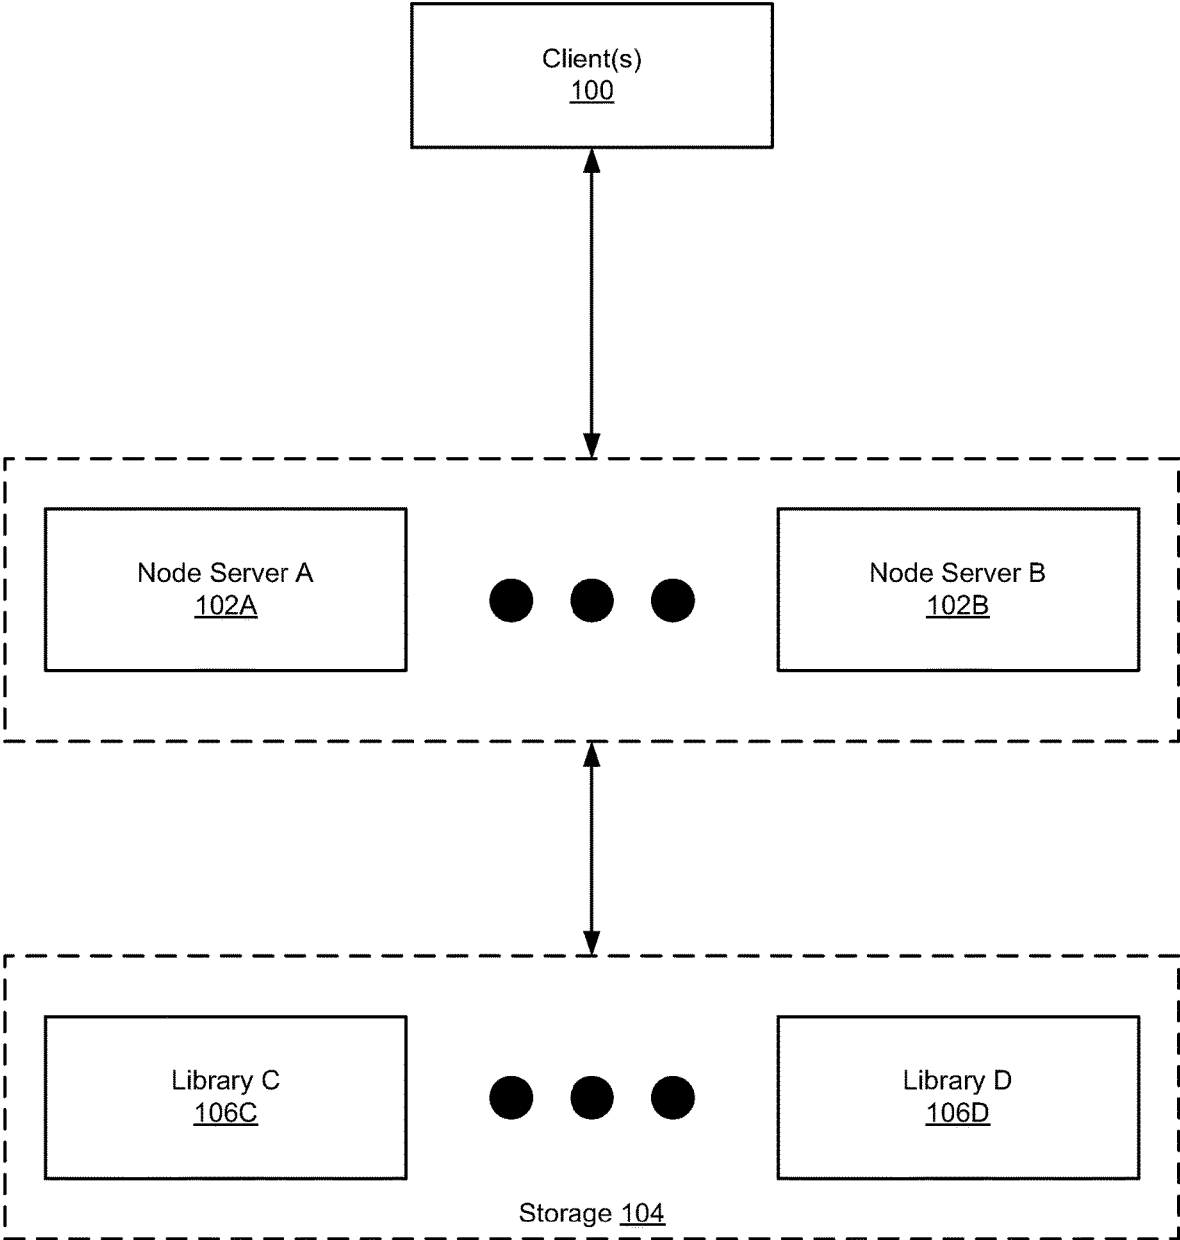 Client(s)
100
Node Server A
102A
Node Server B
102B
Library C
106C
Library D
106D
Storage 104